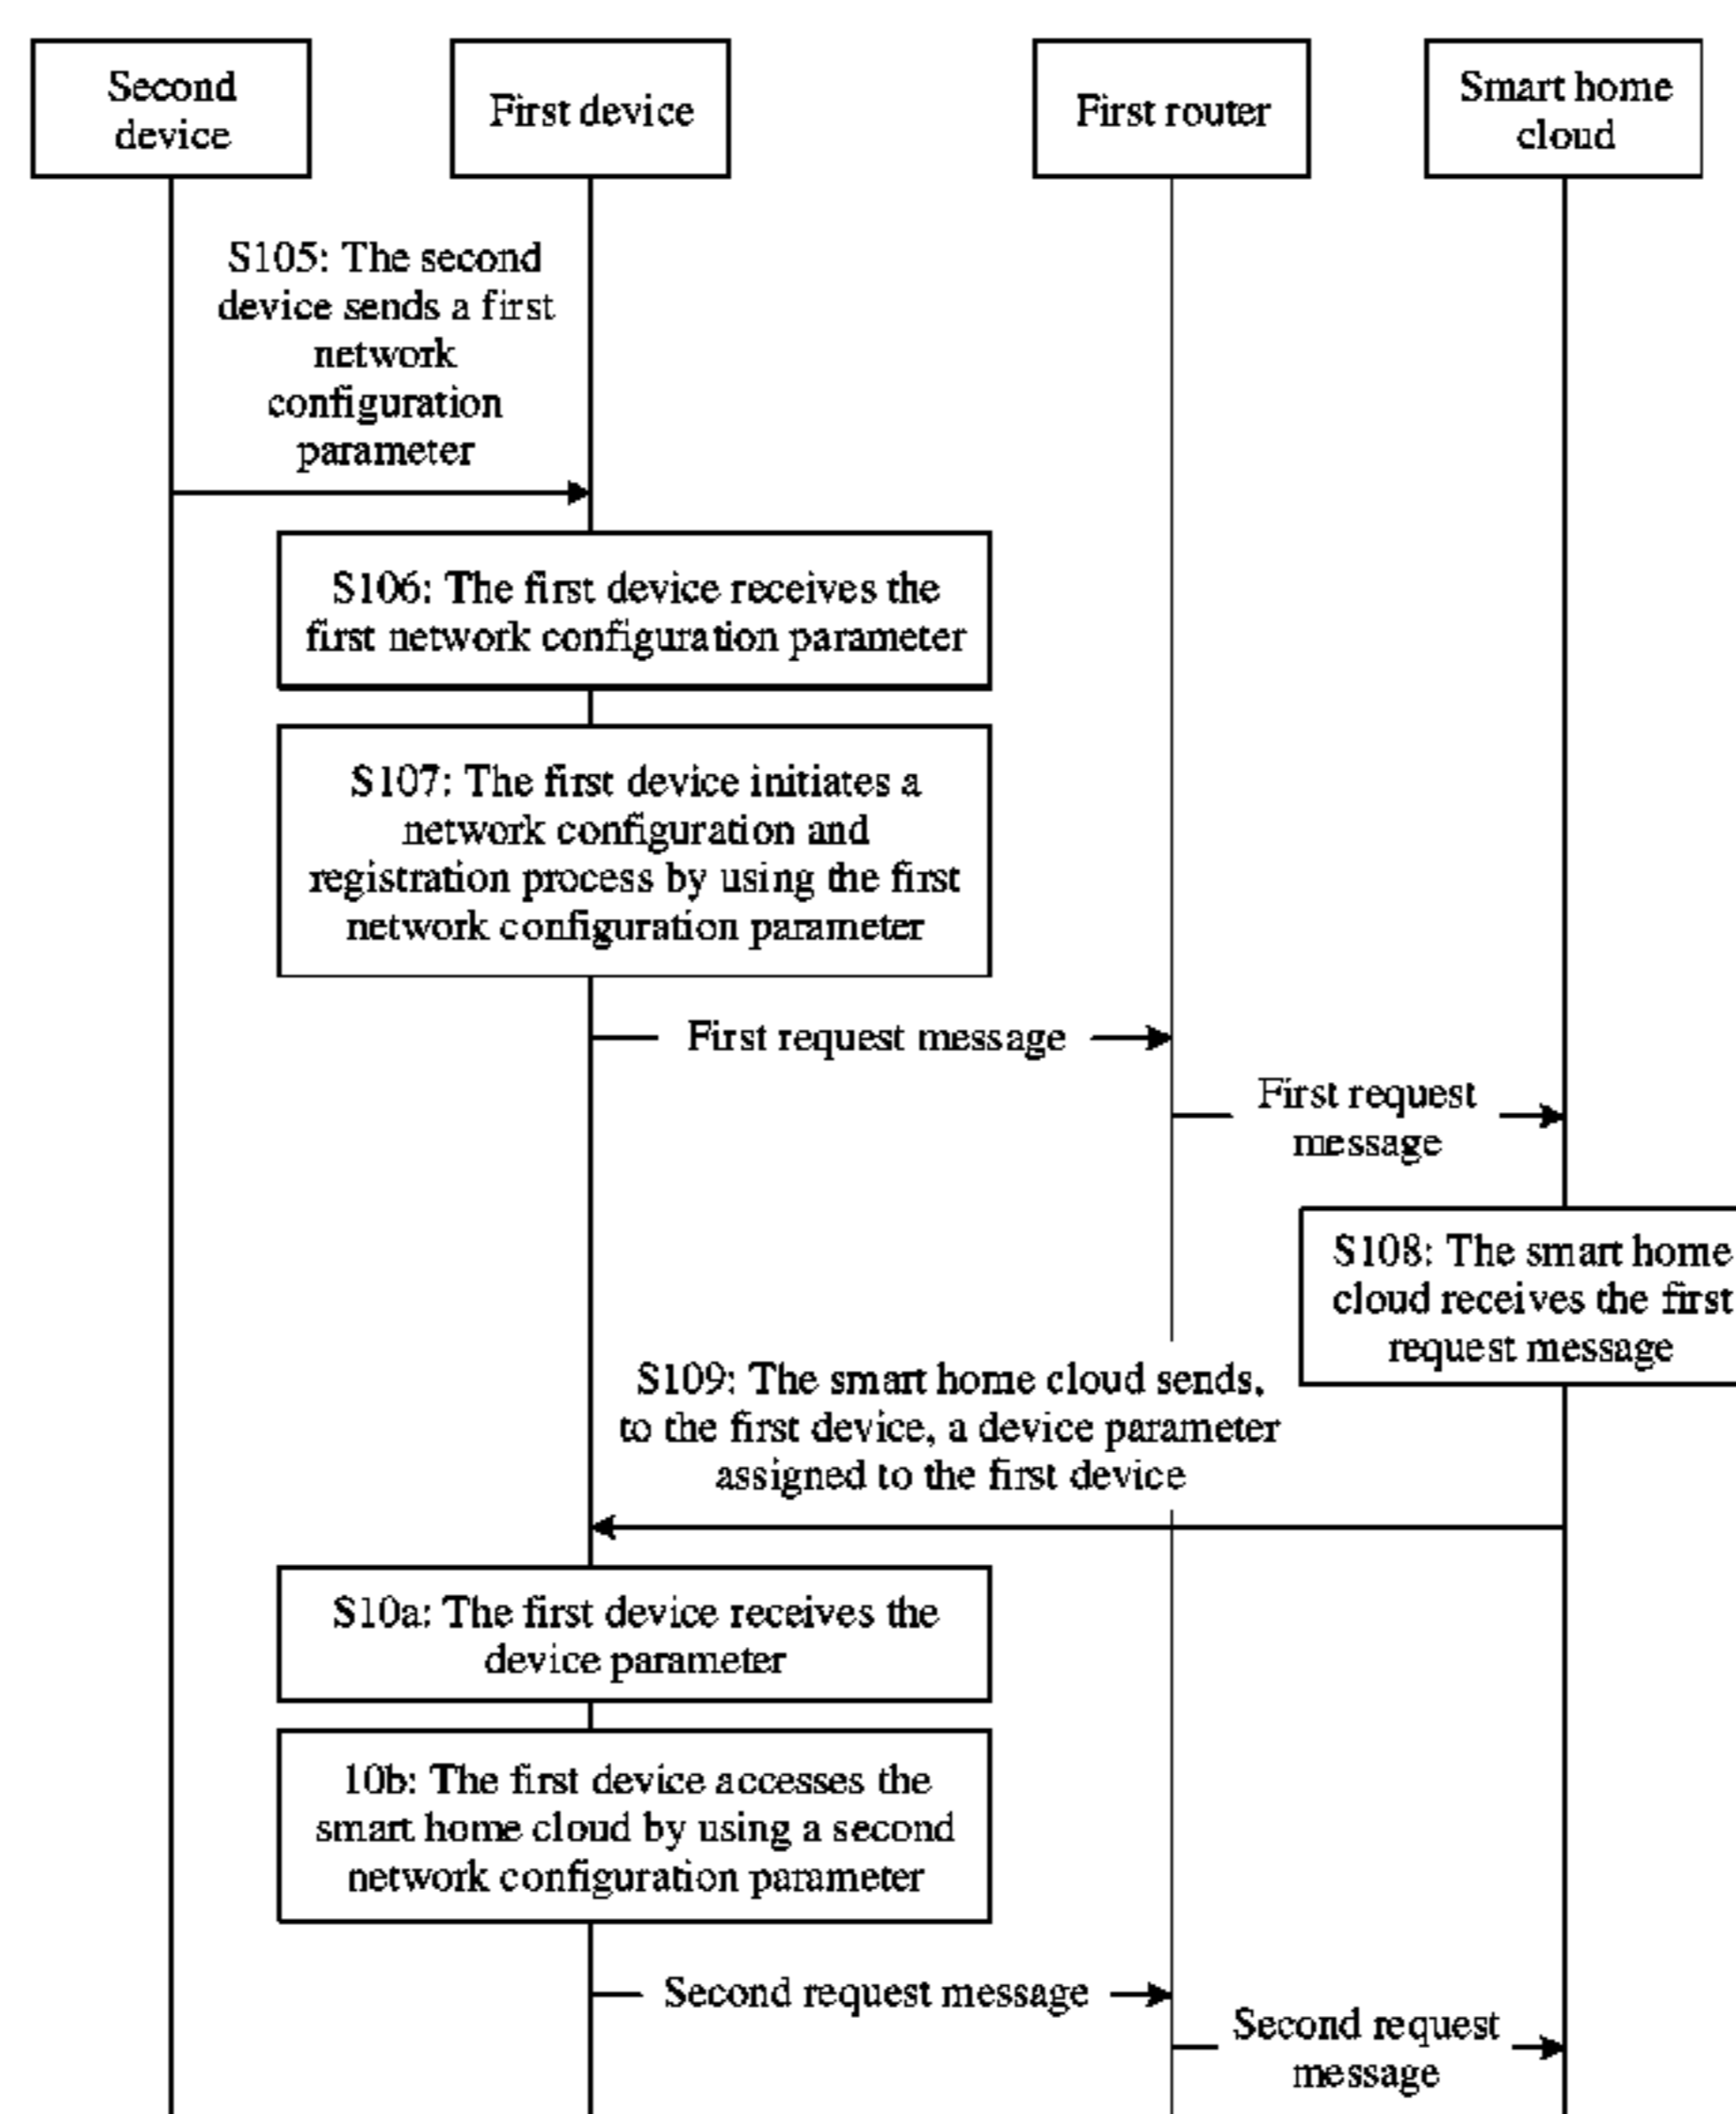 Second
device
First device
First router
Smart home
cloud
S105: The second
device sends a first
network
configuration
parameter
S106: The first device receives the
first network configuration parameter
S107: The first device initiates a
network configuration and
registration process by using the first
network configuration parameter
First request message
First request
message
S108: The smart home
cloud receives the first
request message
S109: The smart home cloud sends,
to the first device, a device parameter
assigned to the first device
S10a: The first device receives the
device parameter
10b: The first device accesses the
smart home cloud by using a second
network configuration parameter
Second request message
Second request
message